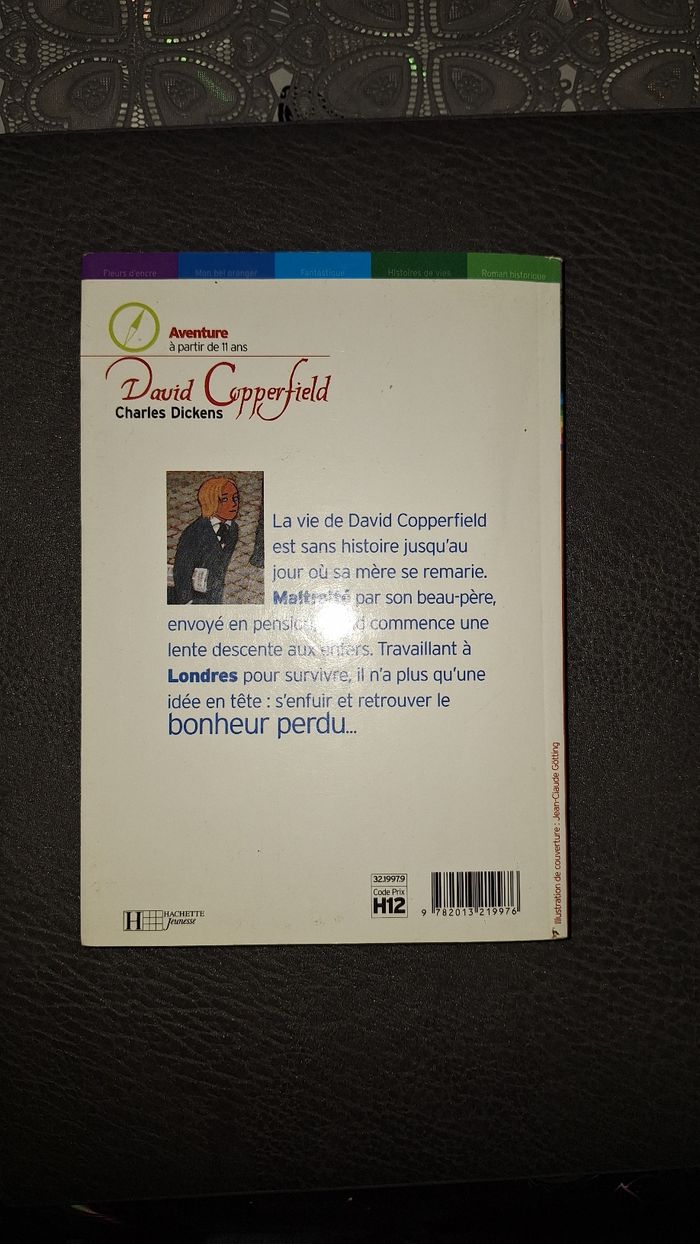 Fleurs d'encre Mon bel oranger Fantastique Histoires de vies Roman historique
Aventure
à partir de 11 ans
David Copperfield
Charles Dickens
La vie de David Copperfield
est sans histoire jusqu'au
jour où sa mère se remarie.
Maltraité par son beau-père,
envoyé en commence une
lente descente aux enfers. Travaillant à
Londres pour survivre, il n'a plus qu'une
idée en tête : s'enfuir et retrouver le
bonheur perdu...
Illustration de couverture : Jean-Claude Götting
H HACHETTE
Jeunesse
32.1997.9
Code Prix
H12
9 782013 219976